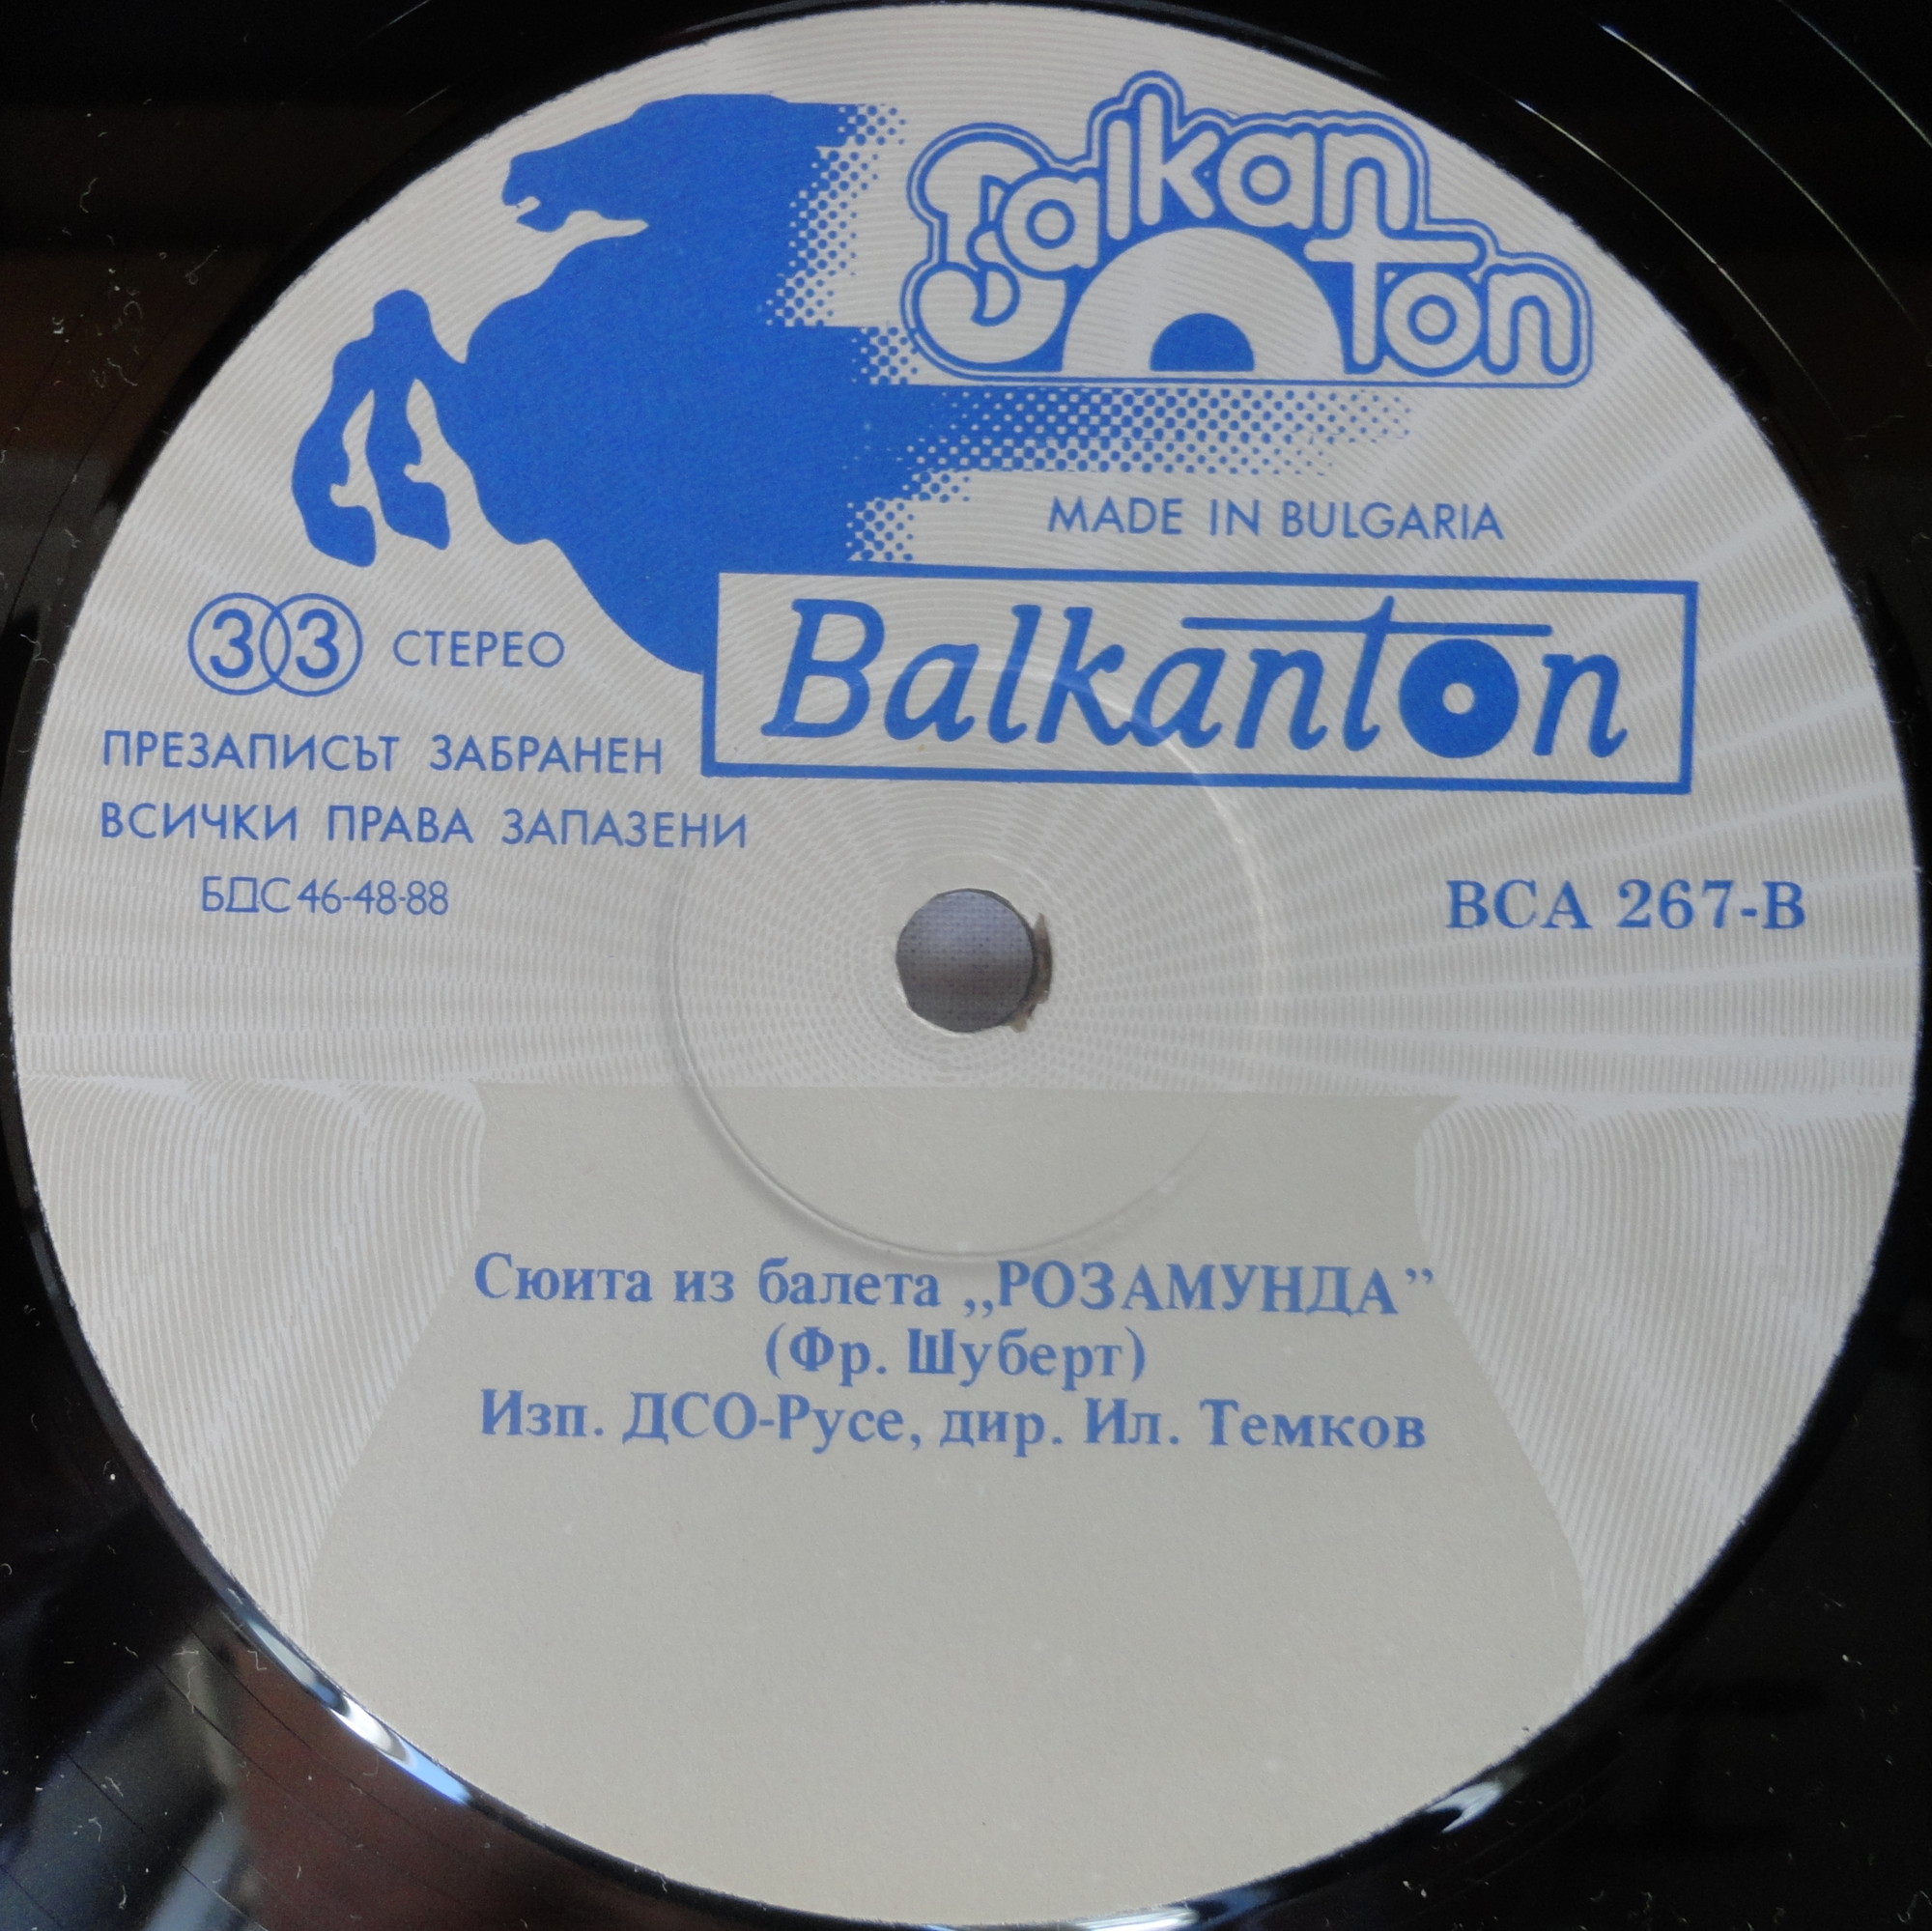 Balkan
ton
MADE IN BULGARIA
Balkanton
33 СТЕРЕО
ПРЕЗАПИСЪТ ЗАБРАНЕН
ВСИЧКИ ПРАВА ЗАПАЗЕНИ
БДС 46-48-88
ВСА 267-В
Сюита из балета „РОЗАМУНДА”
(Фр. Шуберт)
Изп. ДСО-Русе, дир. Ил. Темков